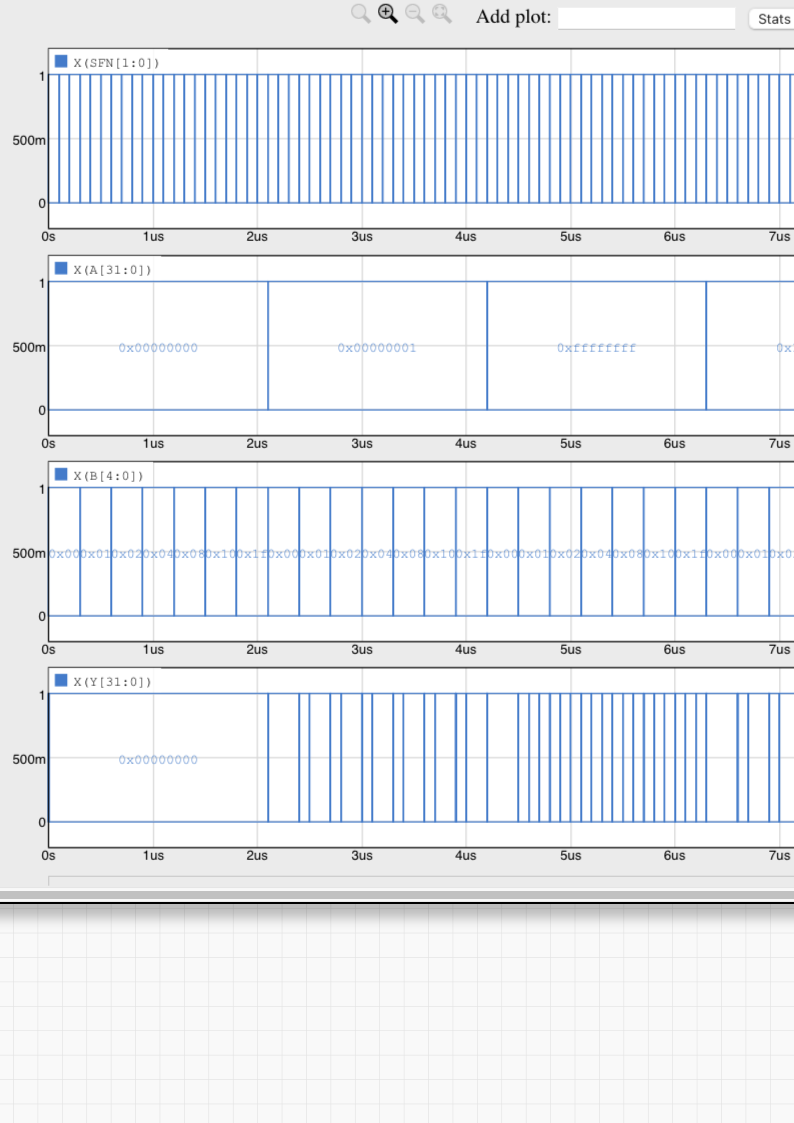 Add plot: Stats
X(SFN[1:0])
1
500m
0
0s 1us 2us 3us 4us 5us 6us 7us
X(A[31:0])
1
500m 0x00000000 0x00000001 0xffffffff 0x
0
0s 1us 2us 3us 4us 5us 6us 7us
X(B[4:0])
1
500m 0x00 0x01 0x02 0x04 0x08 0x10 0x1f 0x00 0x01 0x02 0x04 0x08 0x10 0x1f 0x00 0x01 0x02 0x04 0x08 0x10 0x1f 0x00 0x01 0x0
0
0s 1us 2us 3us 4us 5us 6us 7us
X(Y[31:0])
1
500m 0x00000000
0
0s 1us 2us 3us 4us 5us 6us 7us